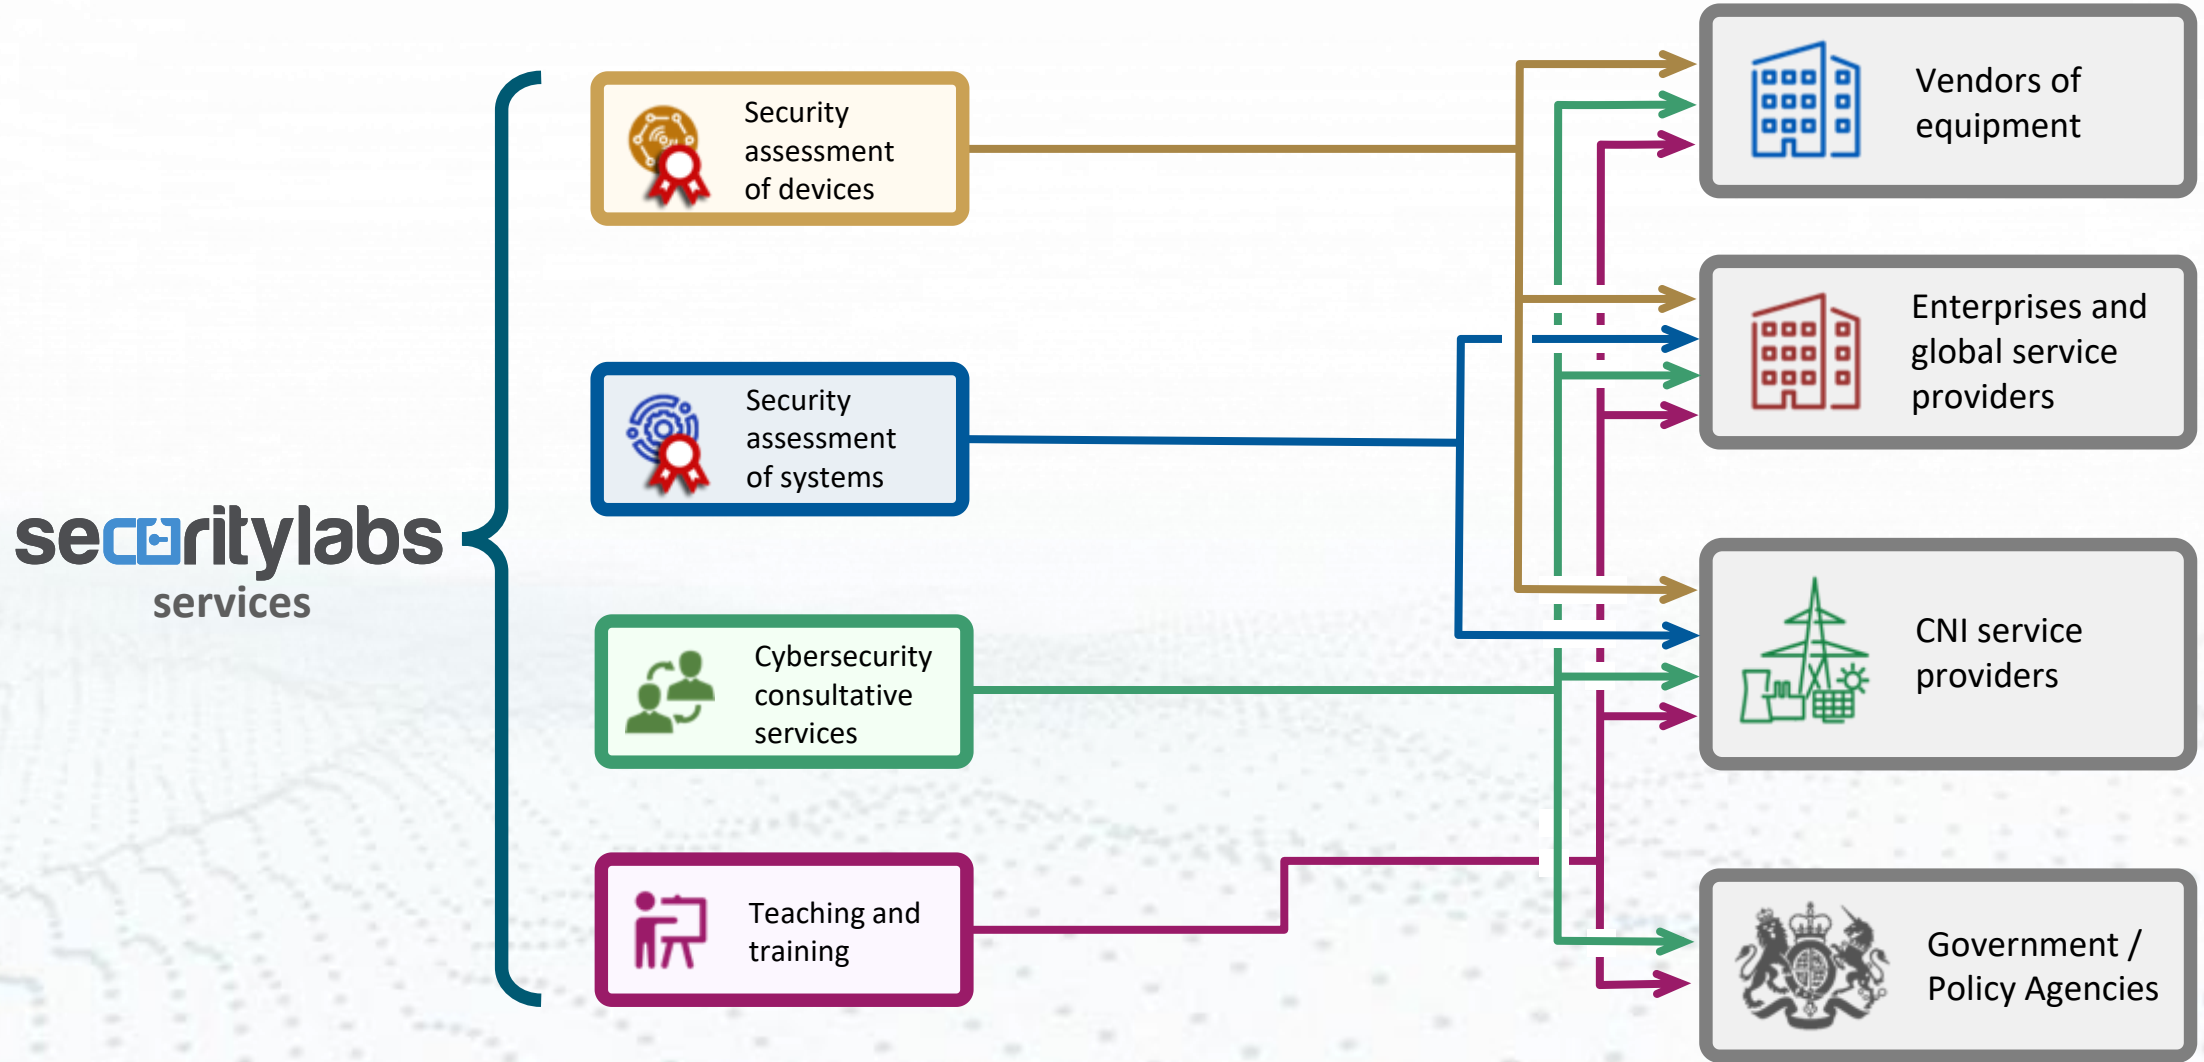 securitylabs
services
Security
assessment
of devices
Security
assessment
of systems
Cybersecurity
consultative
services
Teaching and
training
Vendors of
equipment
Enterprises and
global service
providers
CNI service
providers
Government /
Policy Agencies